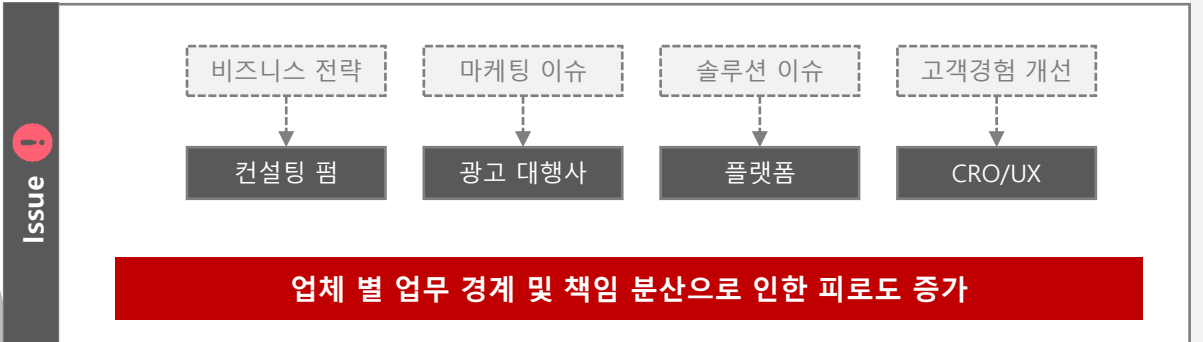 Issue
비즈니스 전략
마케팅 이슈
솔루션 이슈
고객경험 개선
컨설팅 펌
광고 대행사
플랫폼
CRO/UX
업체 별 업무 경계 및 책임 분산으로 인한 피로도 증가